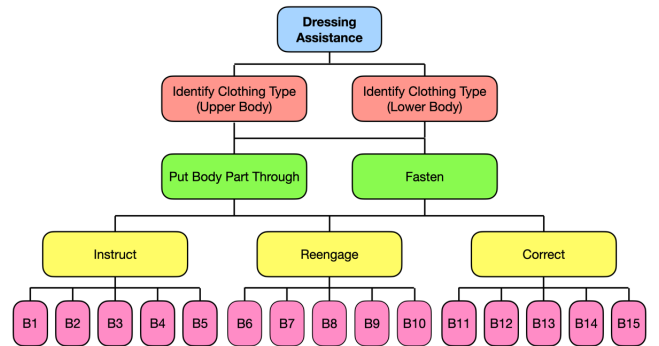 Dressing
Assistance
Identify Clothing Type
(Upper Body)
Identify Clothing Type
(Lower Body)
Put Body Part Through
Fasten
Instruct
Reengage
Correct
B1
B2
B3
B4
B5
B6
B7
B8
B9
B10
B11
B12
B13
B14
B15